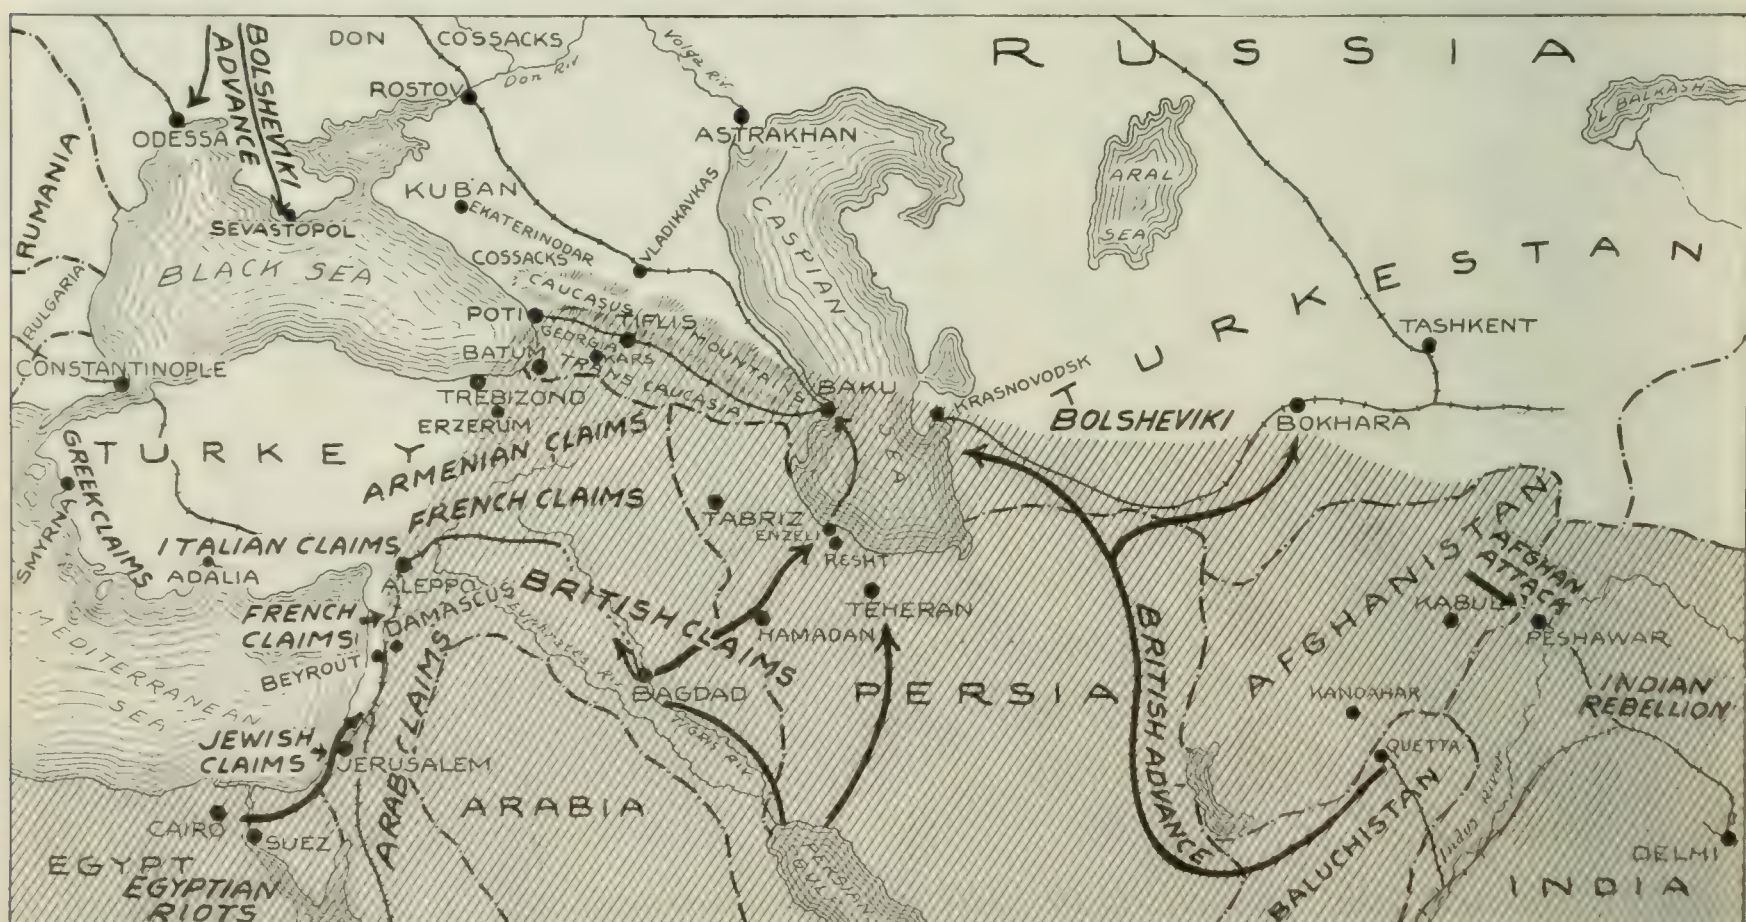 BOLSHEVIKI
ADVANCE
DON COSSACKS
Don Riv
Volga Riv.
RUSSIA
BALKASH
ROSTOV
ODESSA
ASTRAKHAN
RUMANIA
KUBAN
EKATERINODAR
COSSACKS
VLADIKAVKAS
CASPIAN
SEA
ARAL
SEA
SEVASTOPOL
BLACK SEA
CAUCASUS
MOUNTAINS
TURKESTAN
BULGARIA
POTI
TIFLIS
GEORGIA
TASHKENT
CONSTANTINOPLE
BATUM
KARS
TRANS CAUCASIA
BAKU
KRASNOVODSK
TREBIZOND
BOLSHEVIKI
BOKHARA
ERZERUM
TURKEY
ARMENIAN CLAIMS
GREEK CLAIMS
SMYRNA
FRENCH CLAIMS
TABRIZ
ENZELI
RESHT
ITALIAN CLAIMS
ADALIA
ALEPPO
AFGHANISTAN
AFGHAN
ATTACK
BRITISH CLAIMS
TEHERAN
KABUL
FRENCH
CLAIMS
DAMASCUS
Euphrates Riv.
HAMADAN
PESHAWAR
MEDITERRANEAN
SEA
BEYROUT
BAGDAD
PERSIA
BRITISH ADVANCE
KANDAHAR
INDIAN
REBELLION
JEWISH
CLAIMS
JERUSALEM
ARAB CLAIMS
TIGRIS RIV.
QUETTA
ARABIA
BALUCHISTAN
Indus River
CAIRO
SUEZ
PERSIAN
GULF
DELHI
EGYPT
EGYPTIAN
RIOTS
INDIA